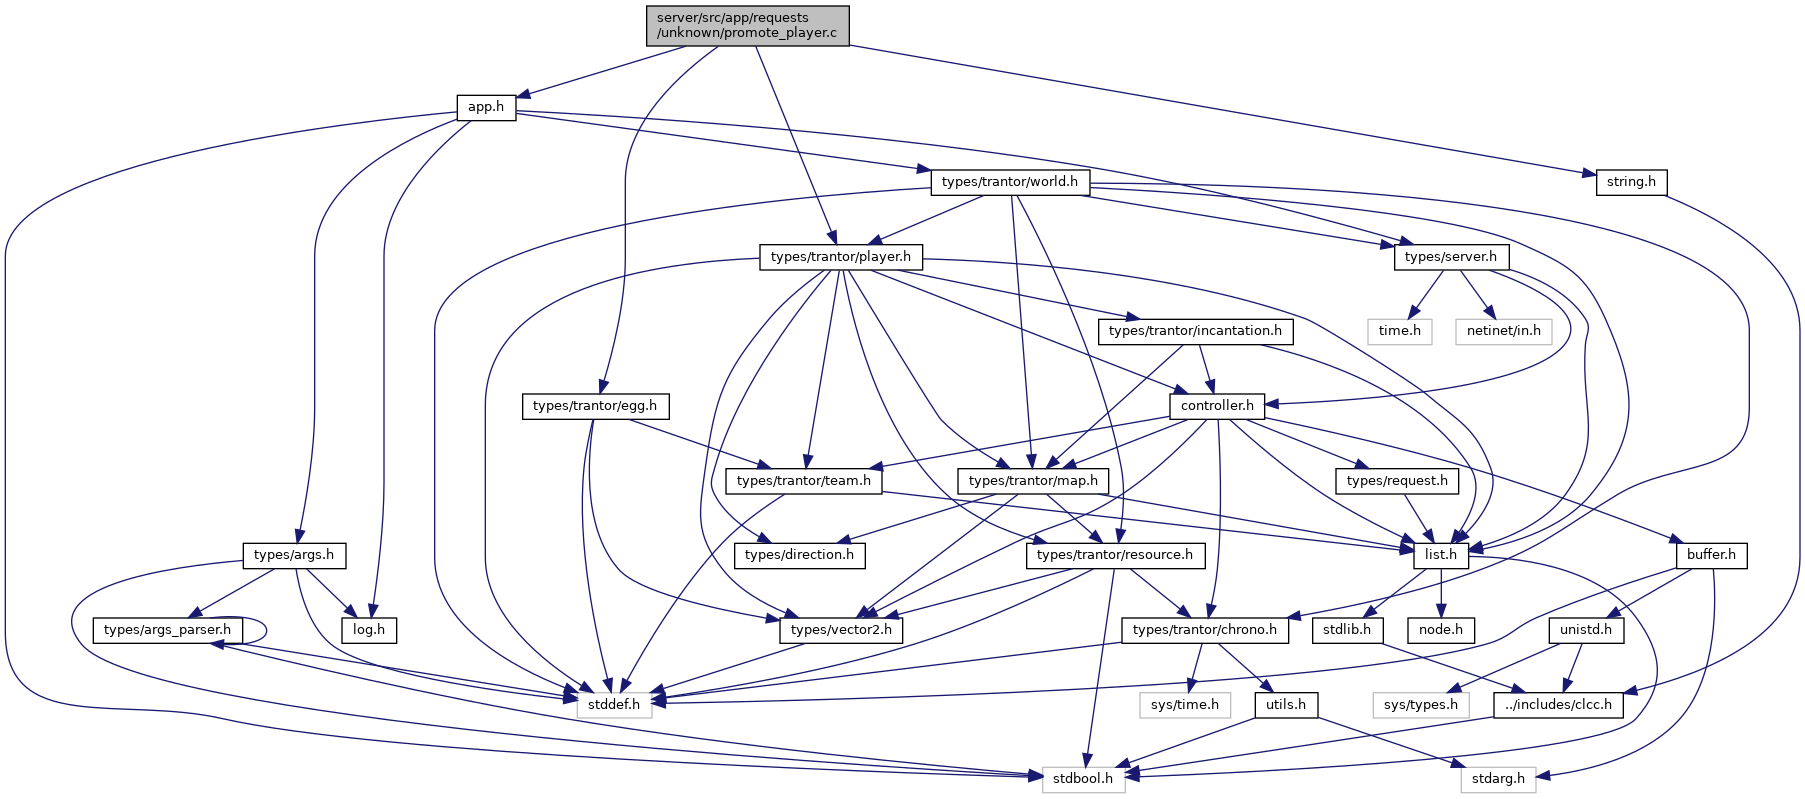 server/src/app/requests
/unknown/promote_player.c
app.h
types/trantor/world.h
string.h
types/trantor/player.h
types/server.h
types/trantor/incantation.h
time.h
netinet/in.h
types/trantor/egg.h
controller.h
types/trantor/team.h
types/trantor/map.h
types/request.h
types/args.h
types/direction.h
types/trantor/resource.h
list.h
buffer.h
types/args_parser.h
log.h
types/vector2.h
types/trantor/chrono.h
stdlib.h
node.h
unistd.h
stddef.h
sys/time.h
utils.h
sys/types.h
../includes/clcc.h
stdbool.h
stdarg.h